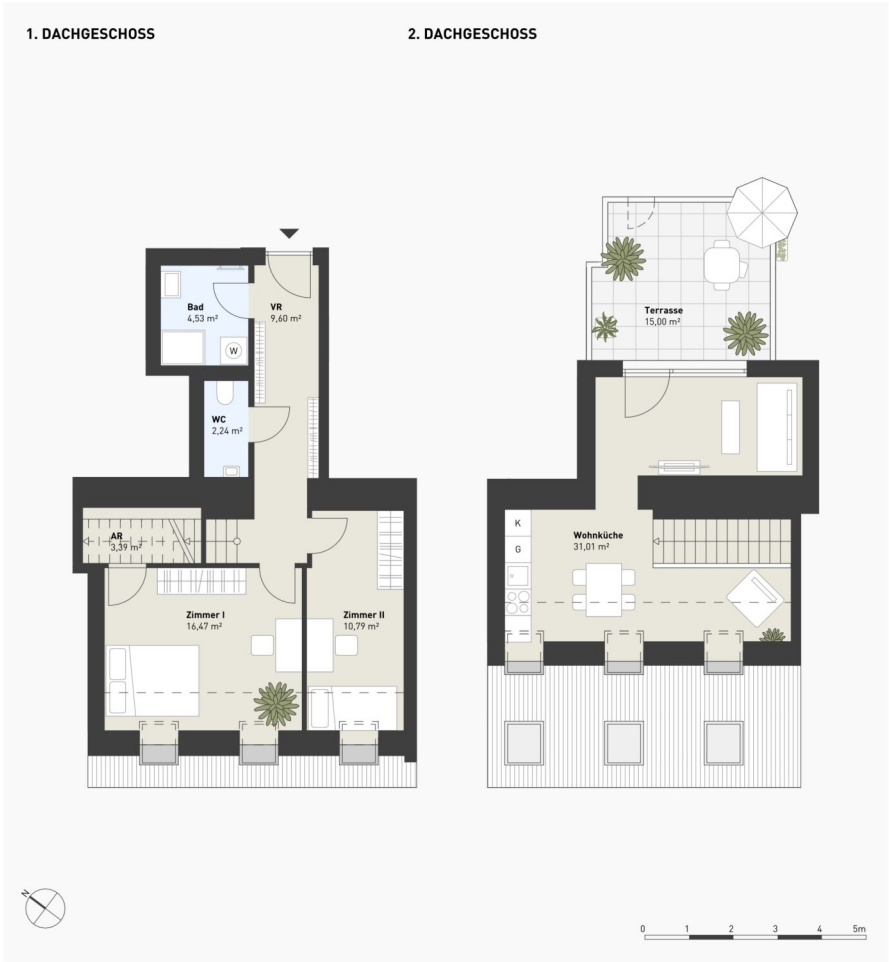 1. DACHGESCHOSS
2. DACHGESCHOSS
Bad
4,53 m²
VR
9,60 m²
W
WC
2,24 m²
AR
3,39 m²
Zimmer I
16,47 m²
Zimmer II
10,79 m²
Terrasse
15,00 m²
K
G
Wohnküche
31,01 m²
N
0 1 2 3 4 5m